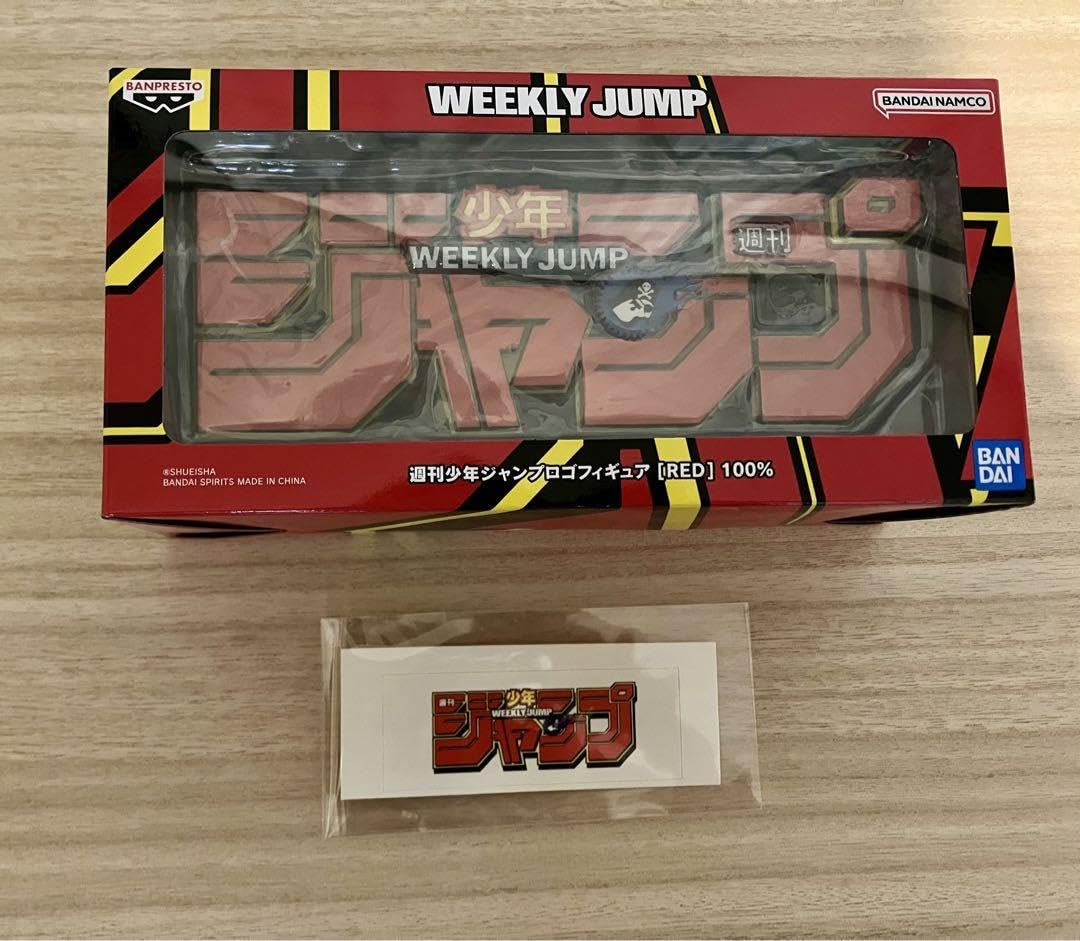 BANPRESTO
WEEKLY JUMP
BANDAI NAMCO
少年
WEEKLY JUMP
週刊
ジャンプ
®SHUEISHA
BANDAI SPIRITS MADE IN CHINA
週刊少年ジャンプロゴフィギュア [RED] 100%
BAN
DAI
週刊
少年
WEEKLY JUMP
ジャンプ